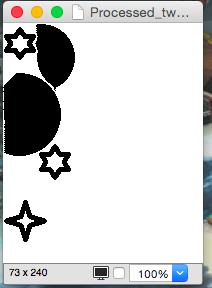 Processed_tw...
73 x 240
100%